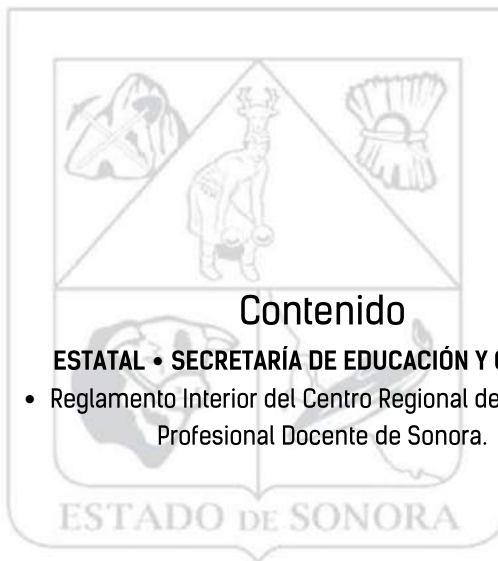 Contenido
ESTATAL • SECRETARÍA DE EDUCACIÓN Y
• Reglamento Interior del Centro Regional de
Profesional Docente de Sonora.
ESTADO DE SONORA